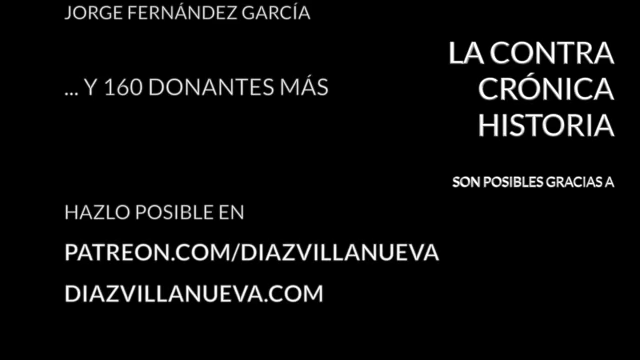 JORGE FERNÁNDEZ GARCÍA
... Y 160 DONANTES MÁS
HAZLO POSIBLE EN
PATREON.COM/DIAZVILLANUEVA
DIAZVILLANUEVA.COM
LA CONTRA
CRÓNICA
HISTORIA
SON POSIBLES GRACIAS A